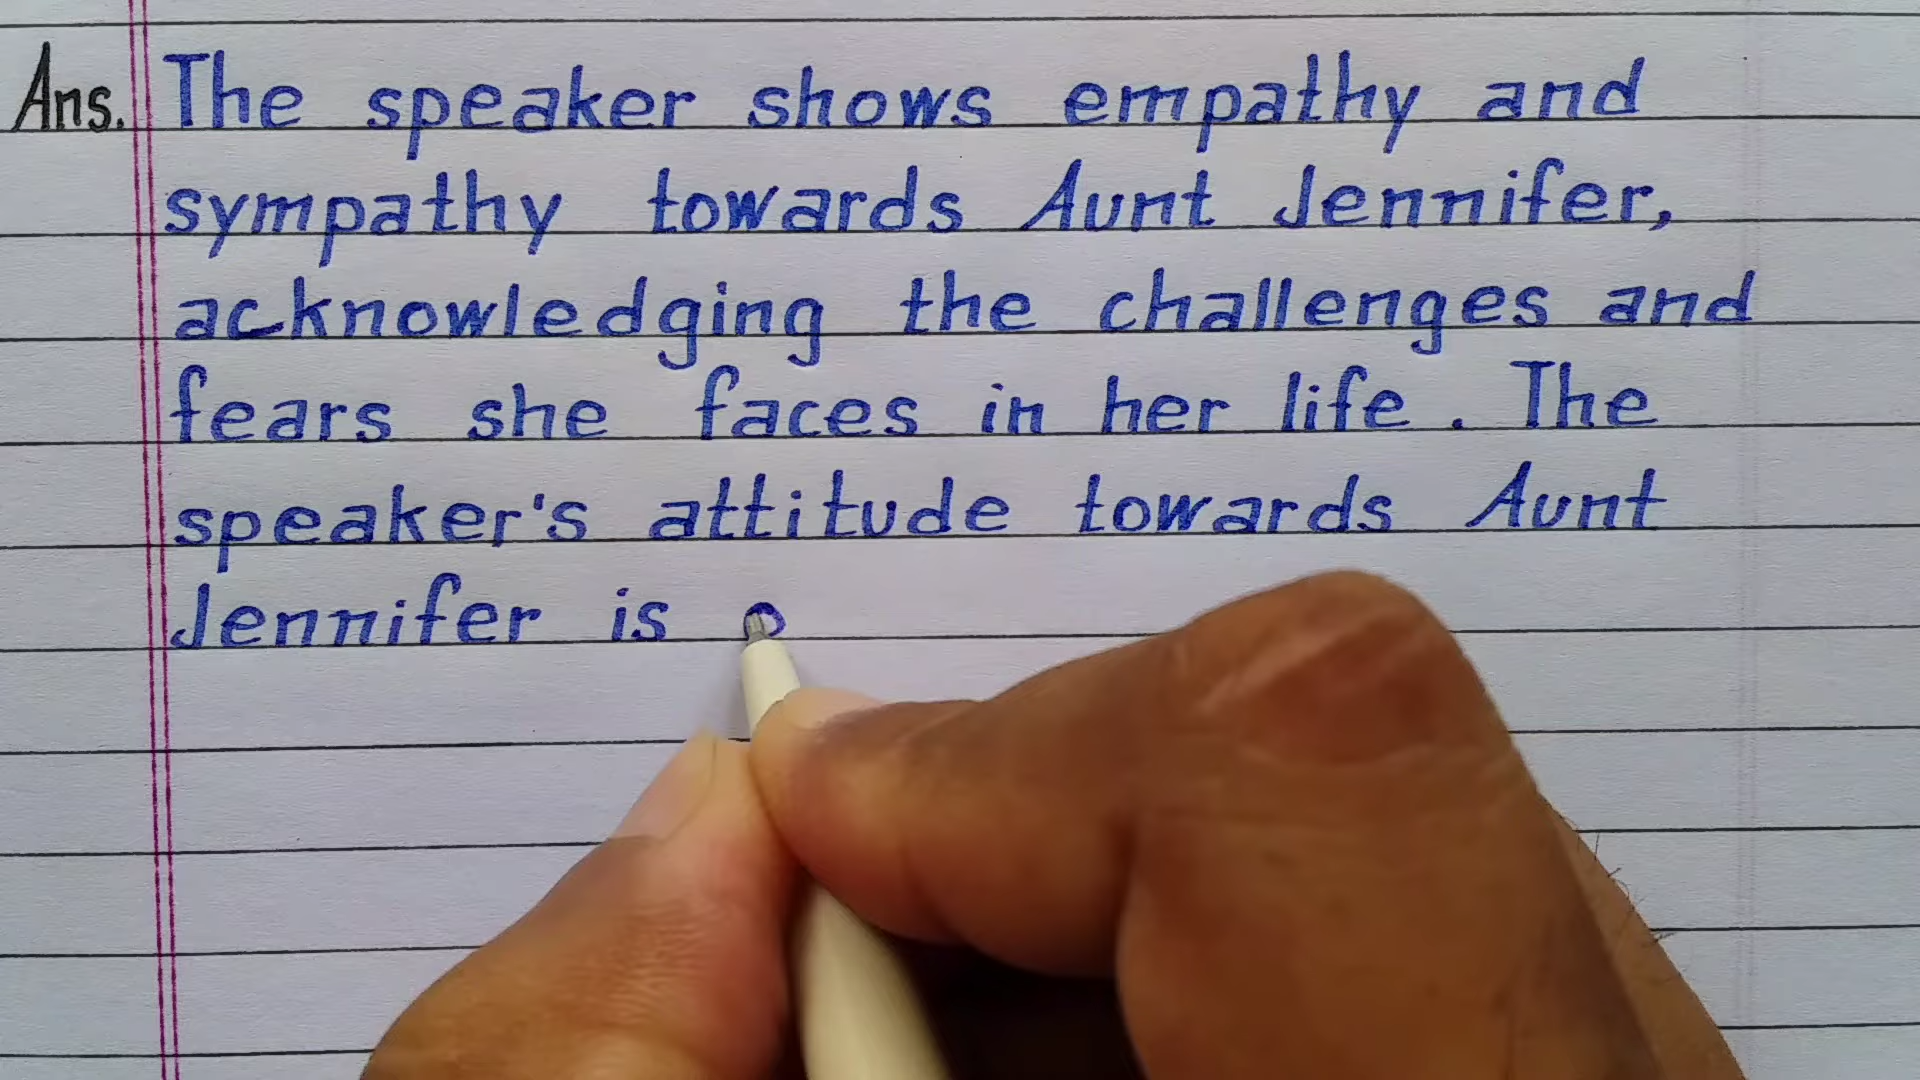 Ans. The speaker shows empathy and
sympathy towards Aunt Jennifer,
acknowledging the challenges and
fears she faces in her life. The
speaker's attitude towards Aunt
Jennifer is